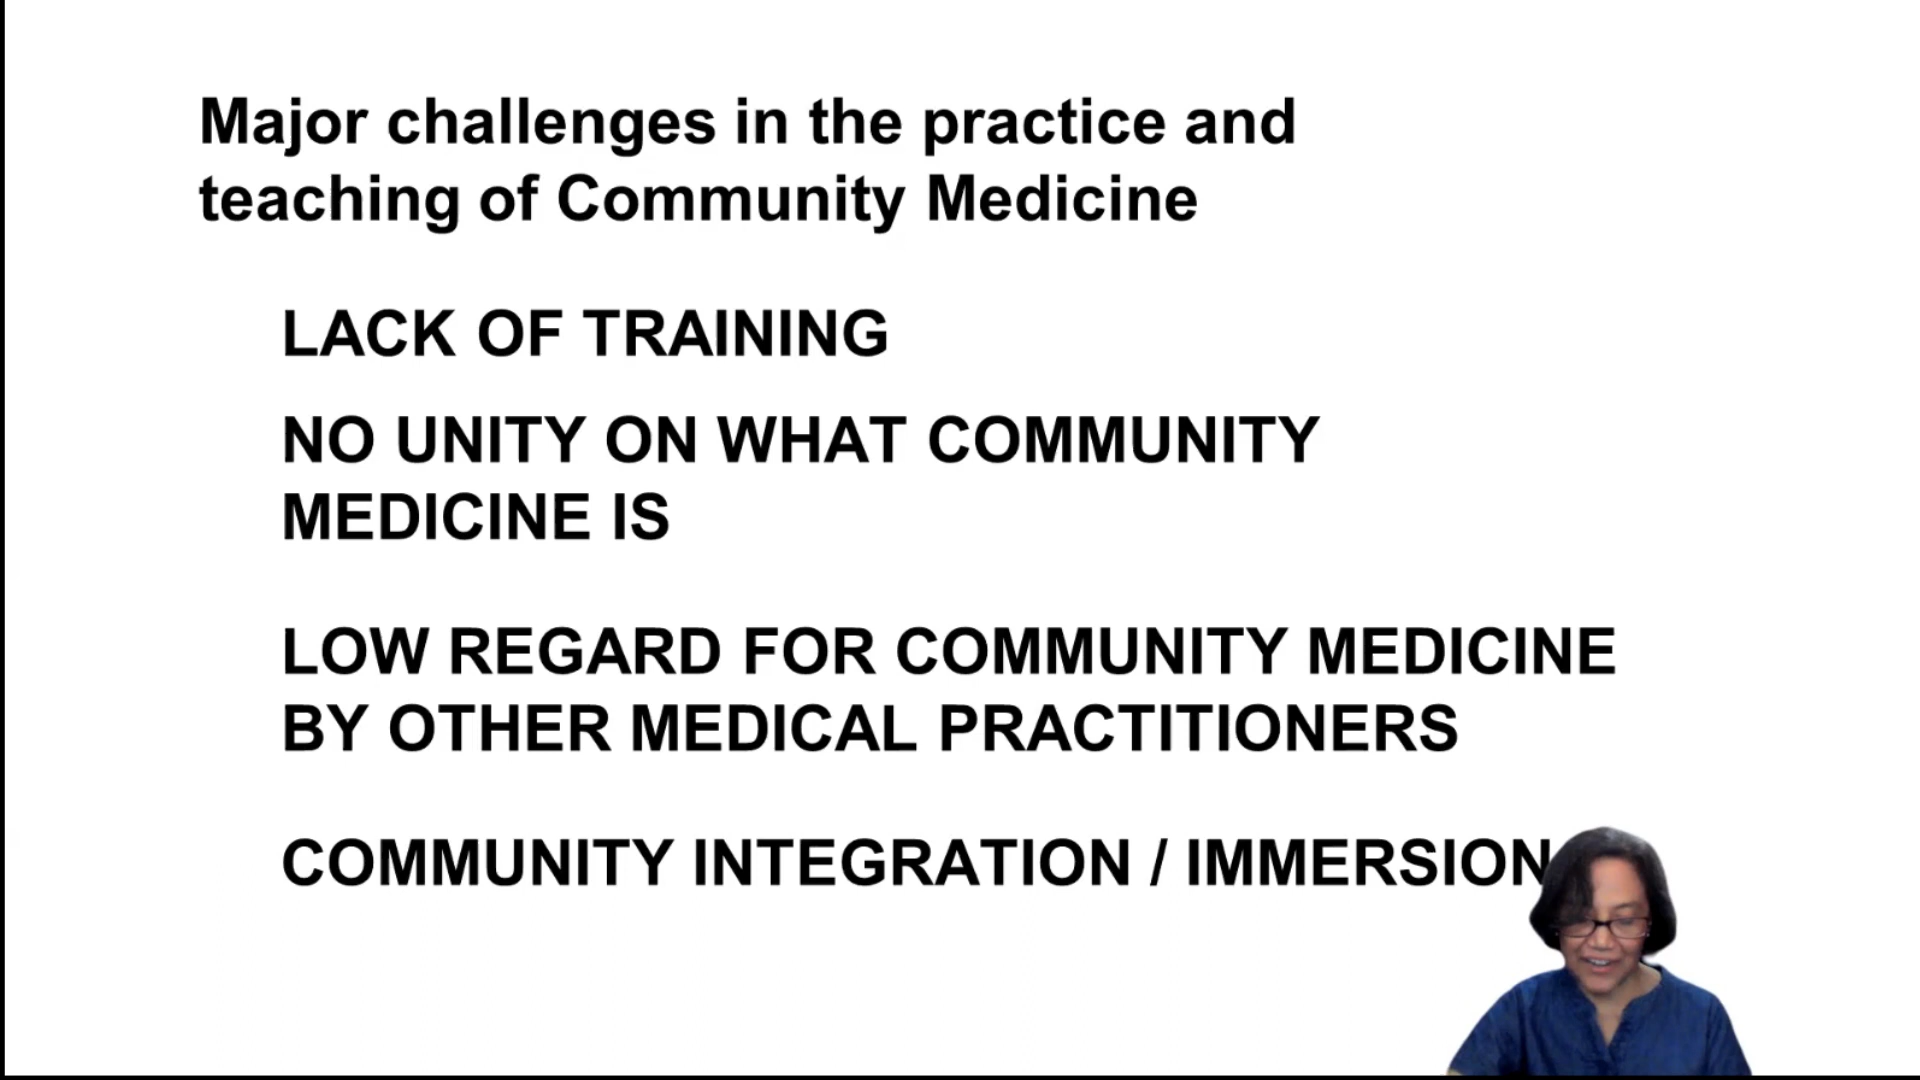 Major challenges in the practice and
teaching of Community Medicine
LACK OF TRAINING
NO UNITY ON WHAT COMMUNITY
MEDICINE IS
LOW REGARD FOR COMMUNITY MEDICINE
BY OTHER MEDICAL PRACTITIONERS
COMMUNITY INTEGRATION / IMMERSION